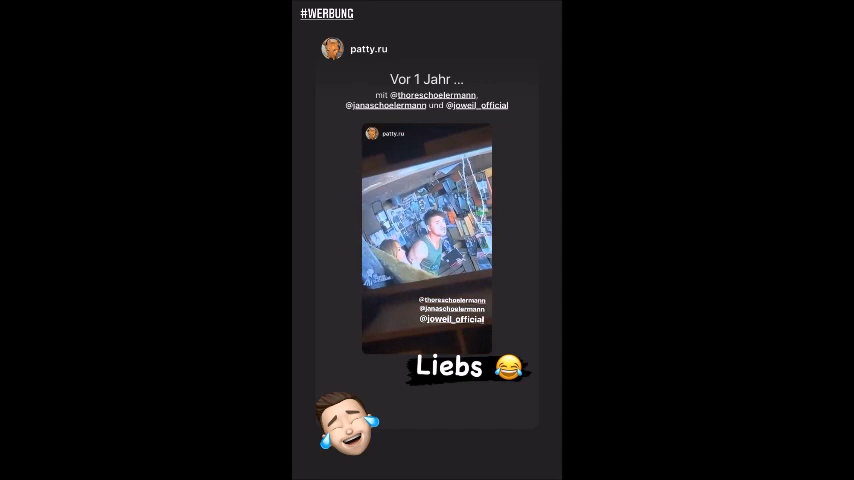 #WERBUNG
patty.ru
Vor 1 Jahr ...
mit @thoreschoelermann,
@janaschoelermann und @joweil_official
patty.ru
@thoreschoelermann
@janaschoelermann
@joweil_official
Liebs 😂